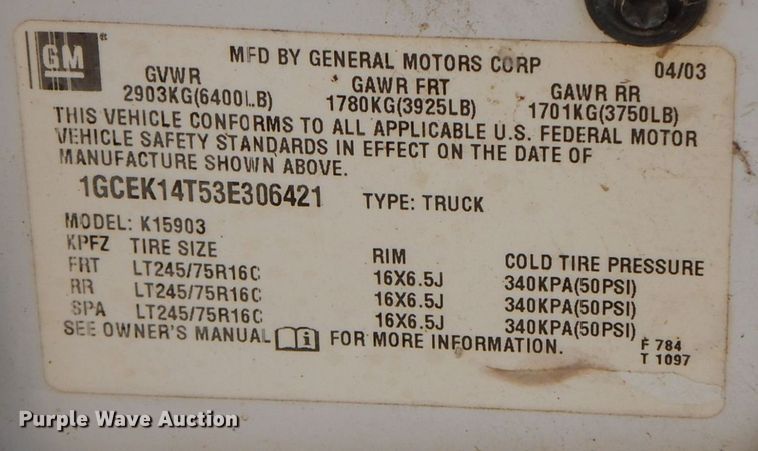 GM
MFD BY GENERAL MOTORS CORP 04/03
GVWR GAWR FRT GAWR RR
2903KG(6400LB) 1780KG(3925LB) 1701KG(3750LB)
THIS VEHICLE CONFORMS TO ALL APPLICABLE U.S. FEDERAL MOTOR
VEHICLE SAFETY STANDARDS IN EFFECT ON THE DATE OF
MANUFACTURE SHOWN ABOVE.
1GCEK14T53E306421 TYPE: TRUCK
MODEL: K15903
KPFZ TIRE SIZE RIM COLD TIRE PRESSURE
FRT LT245/75R16C 16X6.5J 340KPA(50PSI)
RR LT245/75R16C 16X6.5J 340KPA(50PSI)
SPA LT245/75R16C 16X6.5J 340KPA(50PSI)
SEE OWNER'S MANUAL i FOR MORE INFORMATION.
F 784
T 1097
Purple Wave Auction